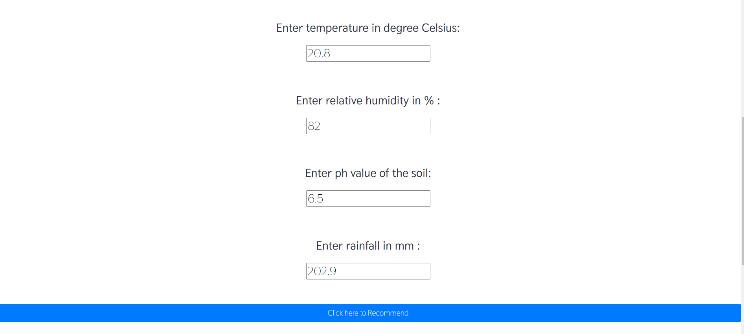 Enter temperature in degree Celsius:
20.8
Enter relative humidity in % :
82
Enter ph value of the soil:
6.5
Enter rainfall in mm :
202.9
Click here to Recommend